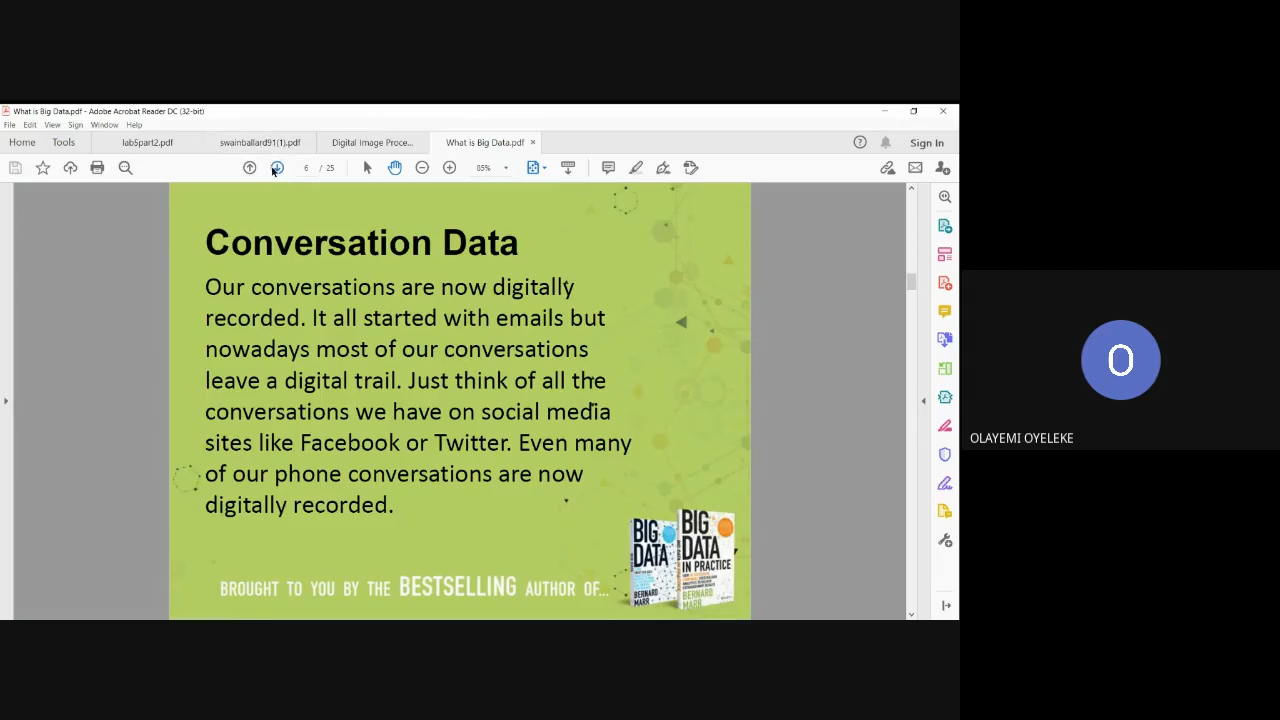 What is Big Data.pdf - Adobe Acrobat Reader DC (32-bit)
File Edit View Sign Window Help
Home Tools lab5part2.pdf swainballard91(1).pdf Digital Image Proce... What is Big Data.pdf × Sign In
6 / 25 85%
Conversation Data
Our conversations are now digitally
recorded. It all started with emails but
nowadays most of our conversations
leave a digital trail. Just think of all the
conversations we have on social media
sites like Facebook or Twitter. Even many
of our phone conversations are now
digitally recorded.
BROUGHT TO YOU BY THE BESTSELLING AUTHOR OF...
BIG
DATA
BERNARD
MARR
BIG
DATA
IN PRACTICE
BERNARD
MARR
O
OLAYEMI OYELEKE